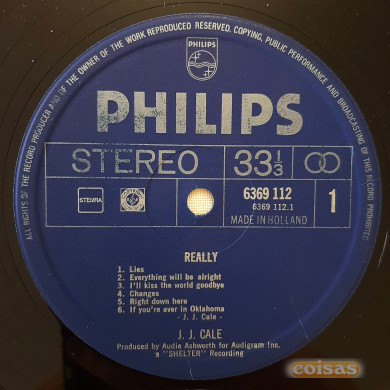 ALL RIGHTS OF THE RECORD PRODUCER AND OF THE OWNER OF THE WORK REPRODUCED RESERVED. COPYING, PUBLIC PERFORMANCE AND BROADCASTING OF THIS RECORD PROHIBITED
PHILIPS
PHILIPS
STEREO 33 1/3
STEMRA 6369 112 1
6369 112.1
MADE IN HOLLAND
REALLY
1. Lies
2. Everything will be alright
3. I'll kiss the world goodbye
4. Changes
5. Right down here
6. If you're ever in Oklahoma
- J. J. Cale -
J. J. CALE
Produced by Audie Ashworth for Audigram Inc.
a "SHELTER" Recording
coisas